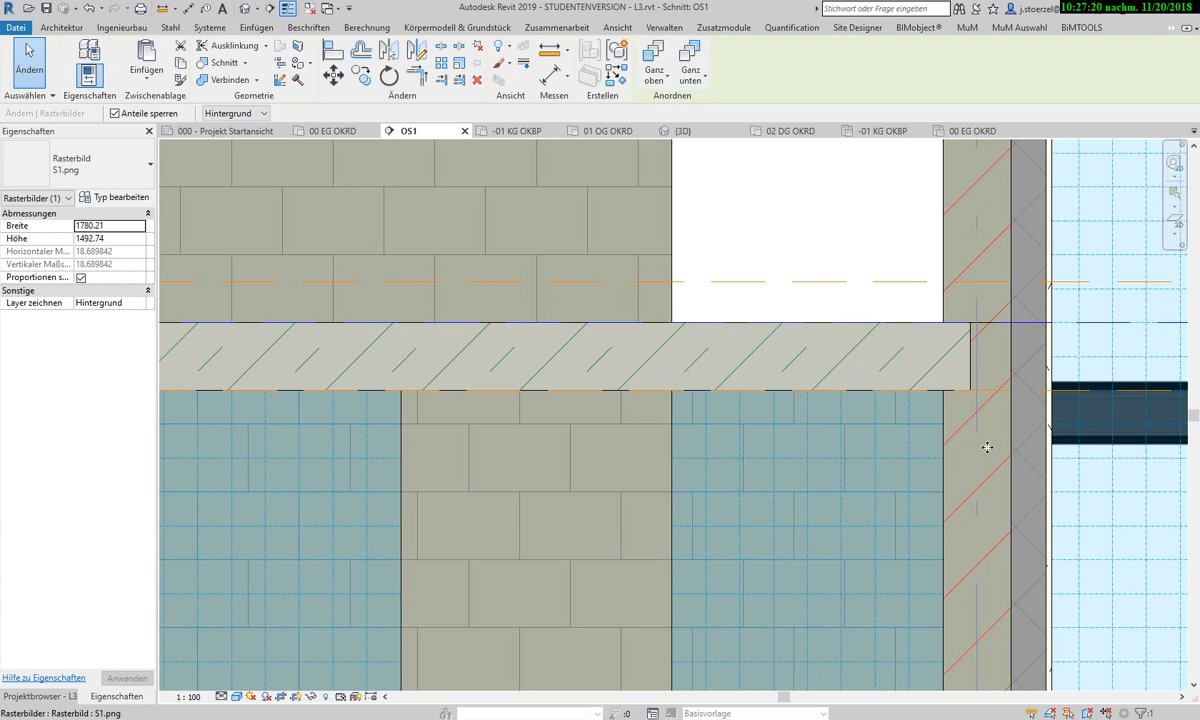 Autodesk Revit 2019 - STUDENTENVERSION - L3.rvt - Schnitt: OS1
Stichwort oder Frage eingeben
j.stoerzel@...
10:27:20 nachm. 11/20/2018
Datei
Architektur
Ingenieurbau
Stahl
Systeme
Einfügen
Beschriften
Berechnung
Körpermodell & Grundstück
Zusammenarbeit
Ansicht
Verwalten
Zusatzmodule
Quantification
Site Designer
BIMobject®
MuM
MuM Auswahl
BiMTOOLS
Ändern
Eigenschaften
Einfügen
Ausklinkung
Schnitt
Verbinden
Ganz oben
Ganz unten
Auswählen
Eigenschaften
Zwischenablage
Geometrie
Ändern
Ansicht
Messen
Erstellen
Anordnen
Ändern | Rasterbilder
Anteile sperren
Hintergrund
Eigenschaften
000 - Projekt Startansicht
00 EG OKRD
OS1
-01 KG OKBP
01 OG OKRD
{3D}
02 DG OKRD
-01 KG OKBP
00 EG OKRD
Rasterbild
S1.png
Rasterbilder (1)
Typ bearbeiten
Abmessungen
Breite 1780.21
Höhe 1492.74
Horizontaler M... 18.689842
Vertikaler Maßs... 18.689842
Proportionen s...
Sonstige
Layer zeichnen Hintergrund
2D
Hilfe zu Eigenschaften
Anwenden
Projektbrowser - L3
Eigenschaften
1 : 100
Rasterbilder : Rasterbild : S1.png
:0
Basisvorlage
:1